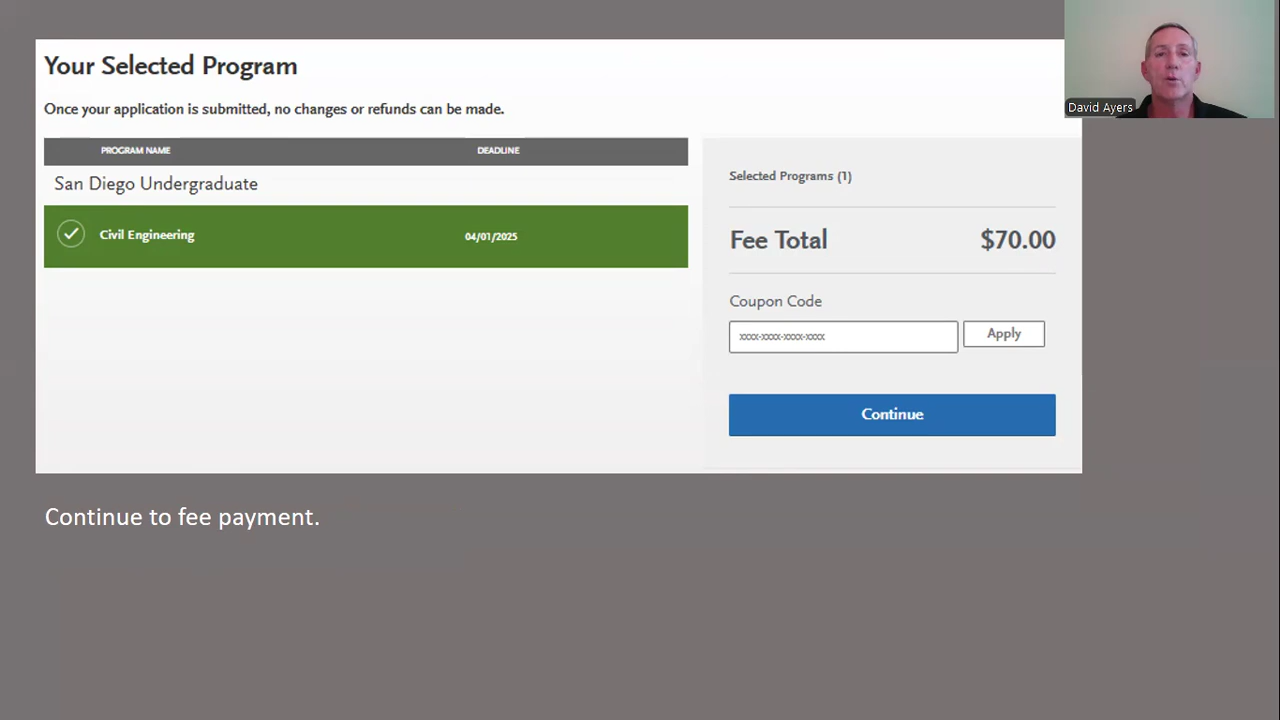 Your Selected Program
Once your application is submitted, no changes or refunds can be made.
PROGRAM NAME DEADLINE
San Diego Undergraduate
Civil Engineering 04/01/2025
Selected Programs (1)
Fee Total $70.00
Coupon Code
xxxx-xxxx-xxxx-xxxx Apply
Continue
David Ayers
Continue to fee payment.